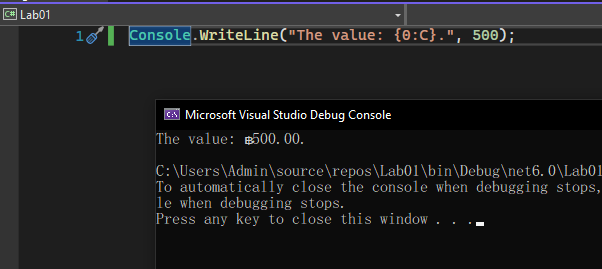 C# Lab01
1 Console.WriteLine("The value: {0:C}.", 500);
C:\ Microsoft Visual Studio Debug Console
The value: ฿500.00.
C:\Users\Admin\source\repos\Lab01\bin\Debug\net6.0\Lab01
To automatically close the console when debugging stops,
le when debugging stops.
Press any key to close this window . . .